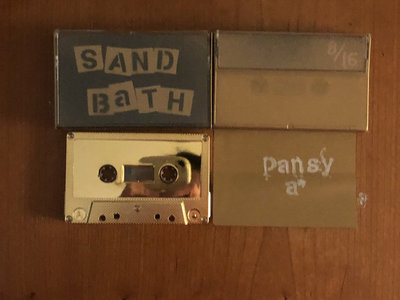 SAND
BaTH
8/16
pansy
a*